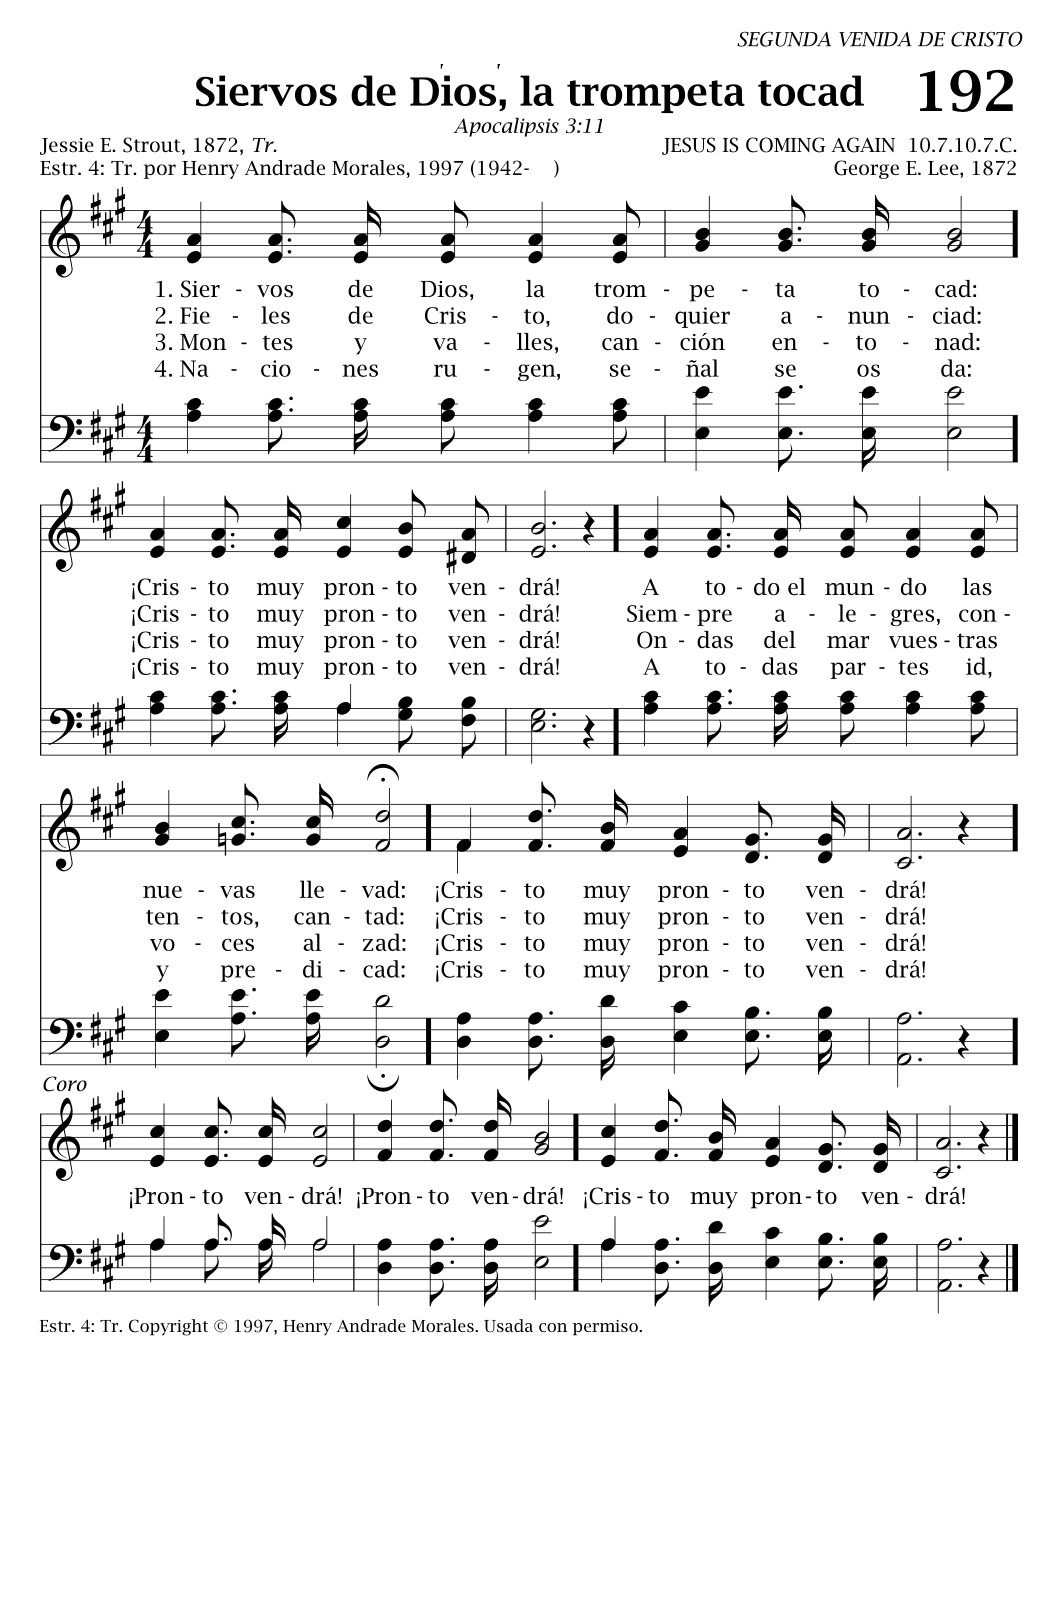 SEGUNDA VENIDA DE CRISTO
Siervos de Dios, la trompeta tocad 192
Apocalipsis 3:11
Jessie E. Strout, 1872, Tr. JESUS IS COMING AGAIN 10.7.10.7.C.
Estr. 4: Tr. por Henry Andrade Morales, 1997 (1942- ) George E. Lee, 1872
1. Sier - vos de Dios, la trom - pe - ta to - cad:
2. Fie - les de Cris - to, do - quier a - nun - ciad:
3. Mon - tes y va - lles, can - ción en - to - nad:
4. Na - cio - nes ru - gen, se - ñal se os da:
¡Cris - to muy pron - to ven - drá! A to - do el mun - do las
¡Cris - to muy pron - to ven - drá! Siem - pre a - le - gres, con -
¡Cris - to muy pron - to ven - drá! On - das del mar vues - tras
¡Cris - to muy pron - to ven - drá! A to - das par - tes id,
nue - vas lle - vad: ¡Cris - to muy pron - to ven - drá!
ten - tos, can - tad: ¡Cris - to muy pron - to ven - drá!
vo - ces al - zad: ¡Cris - to muy pron - to ven - drá!
y pre - di - cad: ¡Cris - to muy pron - to ven - drá!
Coro
¡Pron - to ven - drá! ¡Pron - to ven - drá! ¡Cris - to muy pron - to ven - drá!
Estr. 4: Tr. Copyright © 1997, Henry Andrade Morales. Usada con permiso.